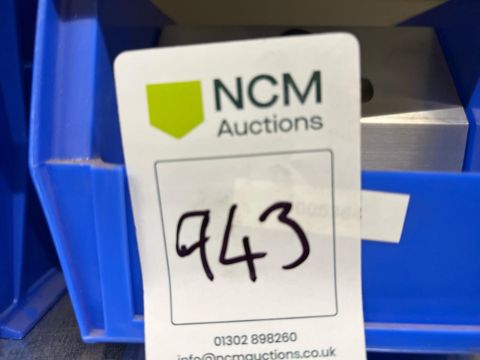 NCM
Auctions
943
01302 898260
info@ncmauctions.co.uk